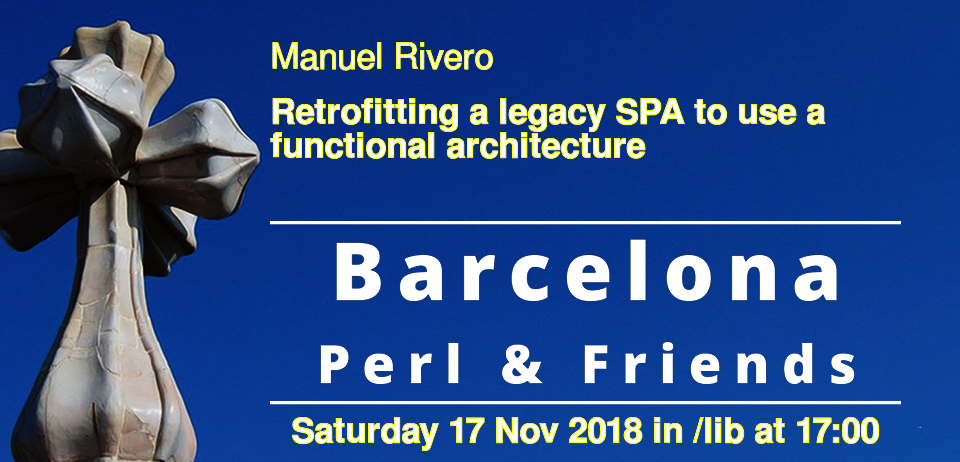 Manuel Rivero
Retrofitting a legacy SPA to use a
functional architecture
Barcelona
Perl & Friends
Saturday 17 Nov 2018 in /lib at 17:00